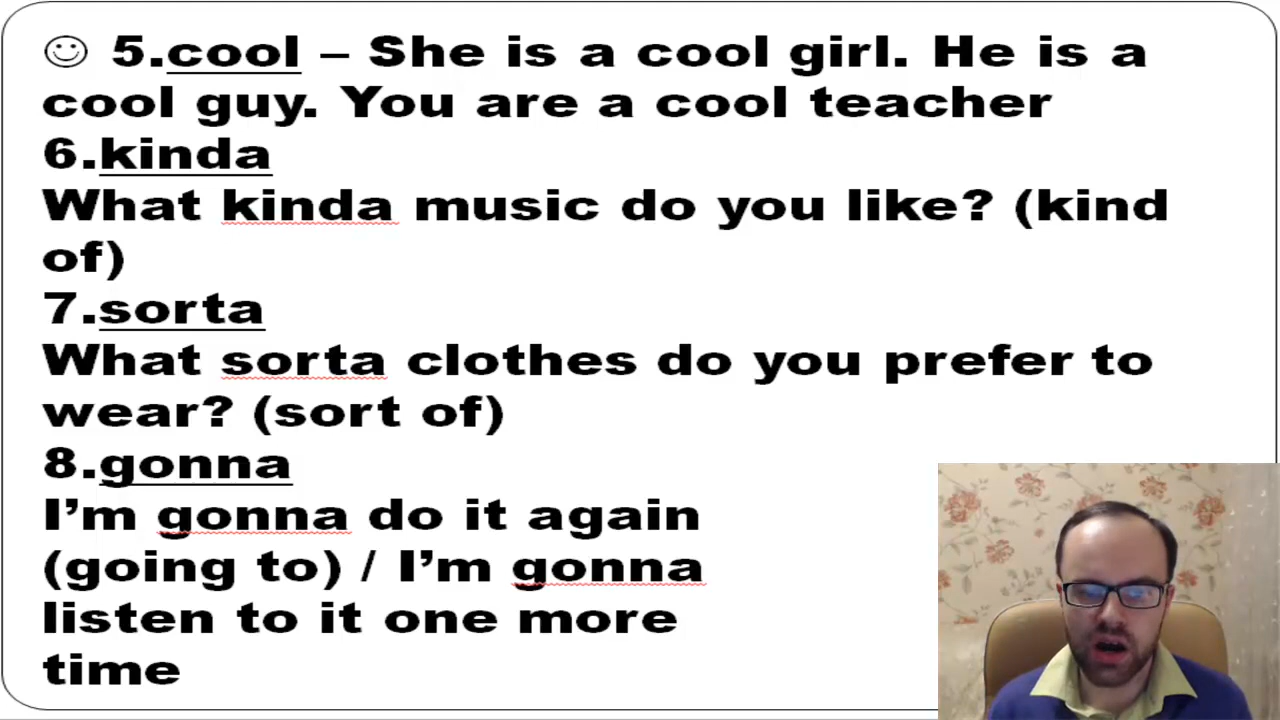 ☺ 5.cool – She is a cool girl. He is a
cool guy. You are a cool teacher
6.kinda
What kinda music do you like? (kind
of)
7.sorta
What sorta clothes do you prefer to
wear? (sort of)
8.gonna
I’m gonna do it again
(going to) / I’m gonna
listen to it one more
time